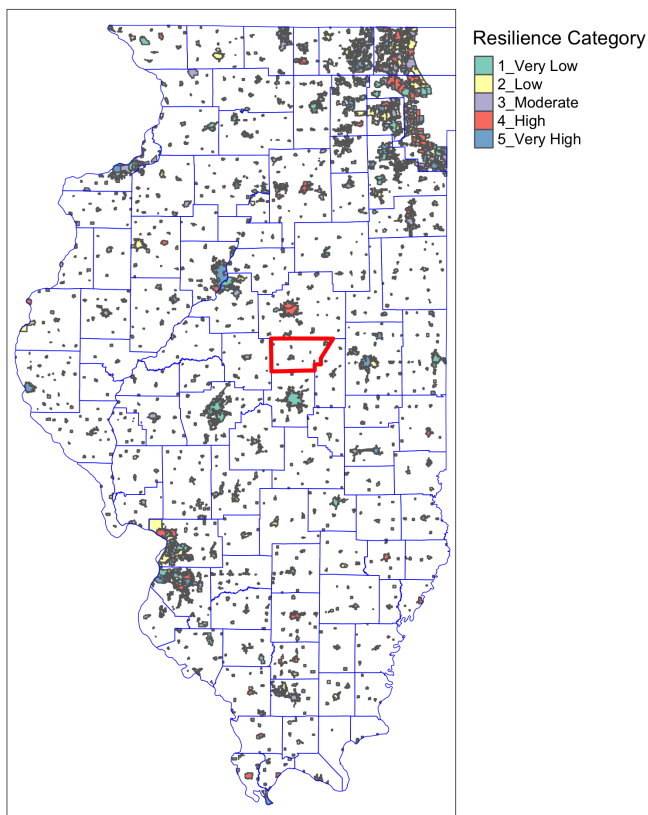 Resilience Category
1_Very Low
2_Low
3_Moderate
4_High
5_Very High